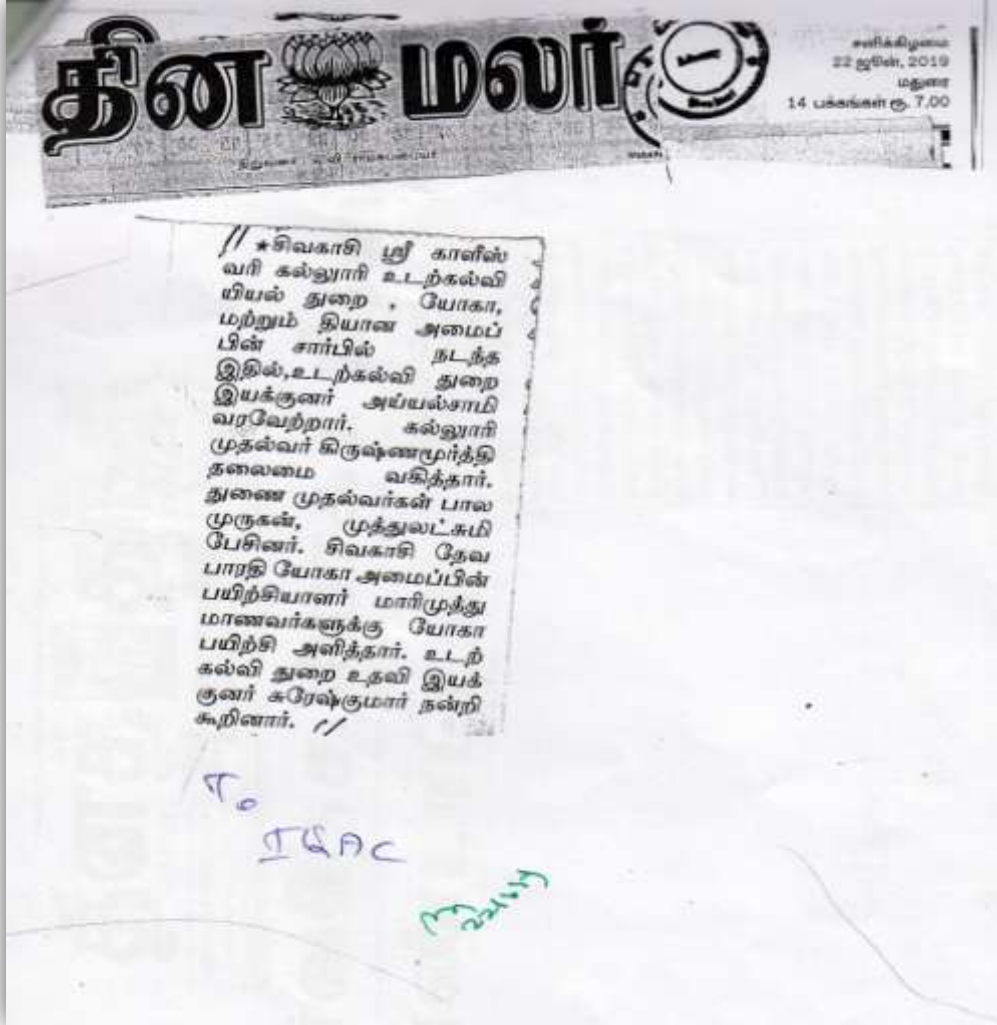 தின மலர்
சனிக்கிழமை
22 ஜூன், 2019
மதுரை
14 பக்கங்கள் ரூ. 7.00
// ★சிவகாசி ஸ்ரீ காளீஸ்
வரி கல்லூரி உடற்கல்வி
யியல் துறை , யோகா,
மற்றும் தியான அமைப்
பின் சார்பில் நடந்த
இதில்,உடற்கல்வி துறை
இயக்குனர் அய்யல்சாமி
வரவேற்றார். கல்லூரி
முதல்வர் கிருஷ்ணமூர்த்தி
தலைமை வகித்தார்.
துணை முதல்வர்கள் பால
முருகன், முத்துலட்சுமி
பேசினர். சிவகாசி தேவ
பாரதி யோகா அமைப்பின்
பயிற்சியாளர் மாரிமுத்து
மாணவர்களுக்கு யோகா
பயிற்சி அளித்தார். உடற்
கல்வி துறை உதவி இயக்
குனர் சுரேஷ்குமார் நன்றி
கூறினார். //
To
IQAC